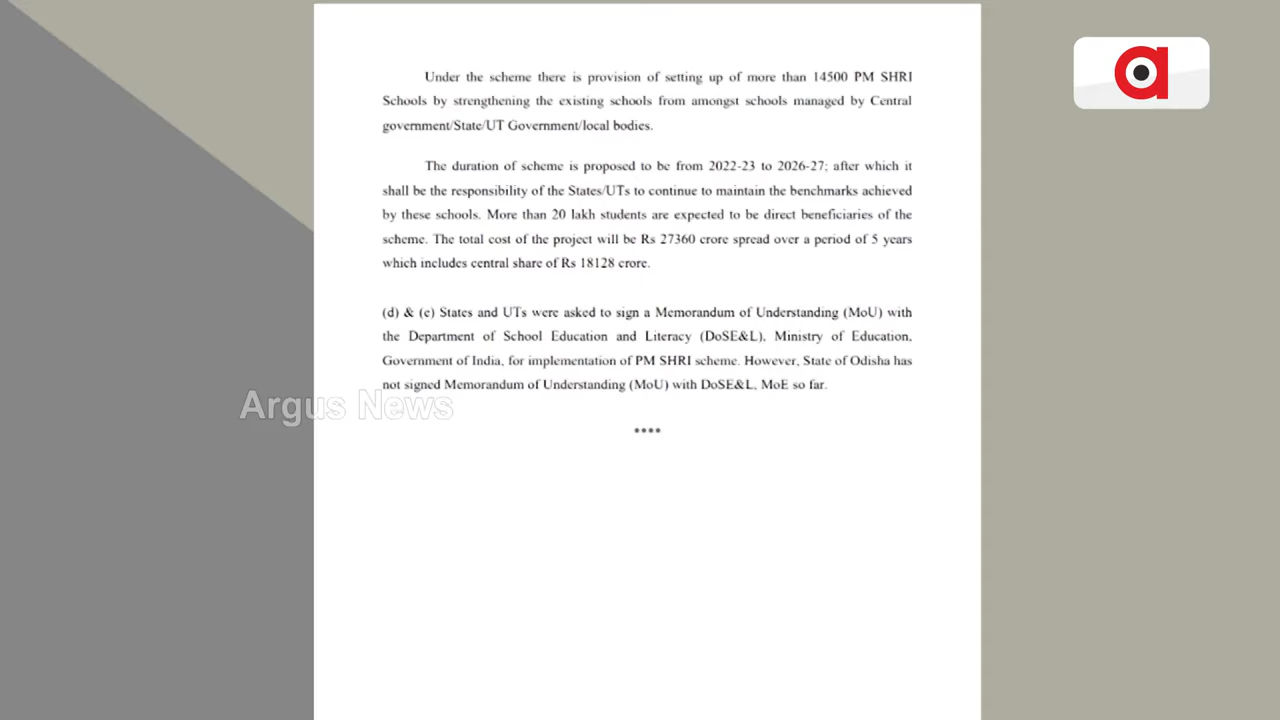 Under the scheme there is provision of setting up of more than 14500 PM SHRI
Schools by strengthening the existing schools from amongst schools managed by Central
government/State/UT Government/local bodies.
The duration of scheme is proposed to be from 2022-23 to 2026-27; after which it
shall be the responsibility of the States/UTs to continue to maintain the benchmarks achieved
by these schools. More than 20 lakh students are expected to be direct beneficiaries of the
scheme. The total cost of the project will be Rs 27360 crore spread over a period of 5 years
which includes central share of Rs 18128 crore.
(d) & (e) States and UTs were asked to sign a Memorandum of Understanding (MoU) with
the Department of School Education and Literacy (DoSE&L), Ministry of Education,
Government of India, for implementation of PM SHRI scheme. However, State of Odisha has
not signed Memorandum of Understanding (MoU) with DoSE&L, MoE so far.
Argus News
****
a